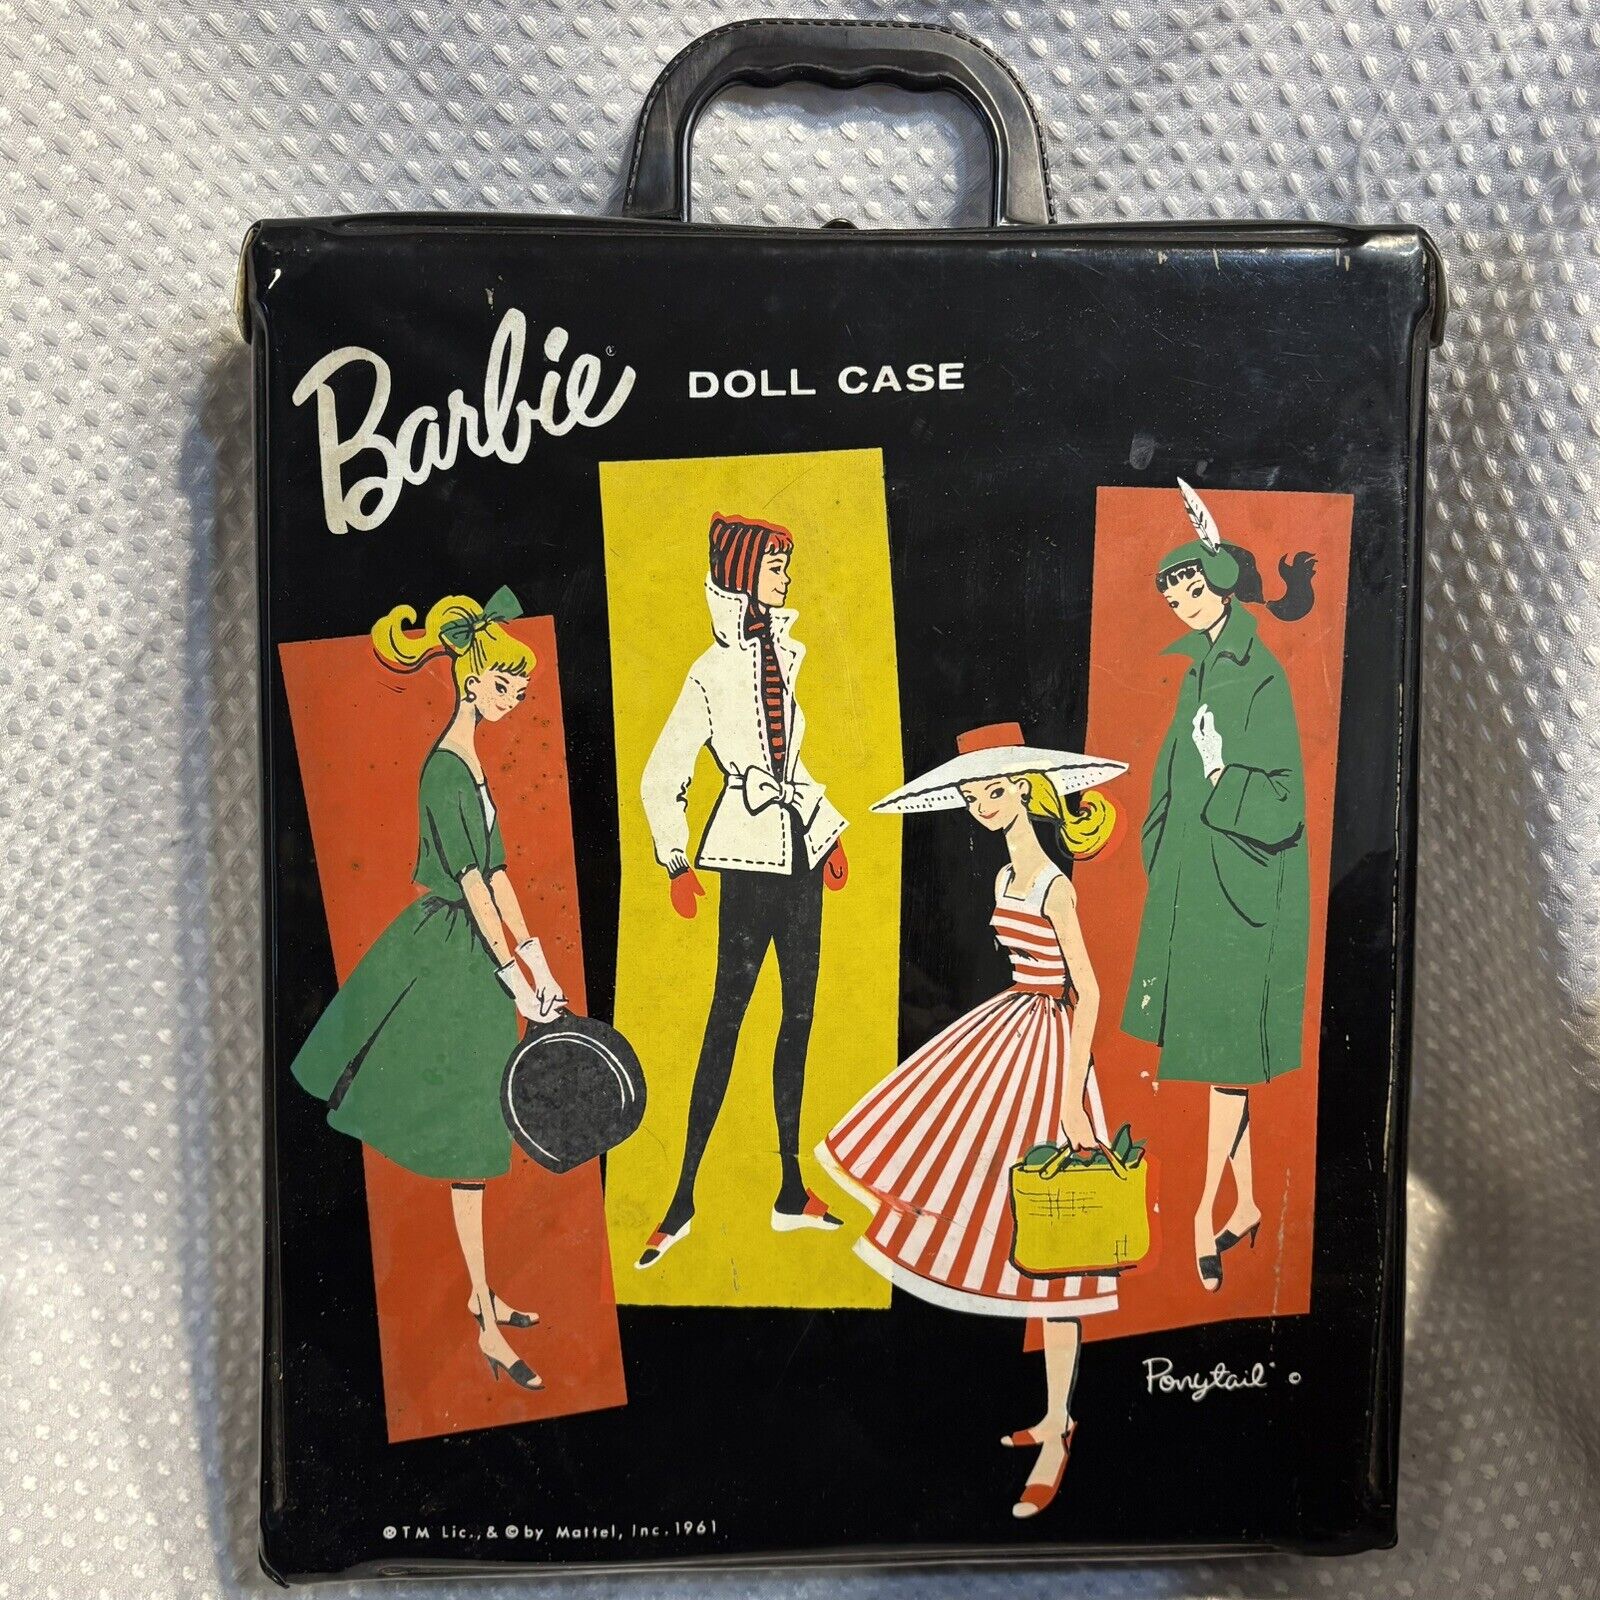 Barbie®
DOLL CASE
Ponytail ©
®TM Lic., & © by Mattel, Inc. 1961